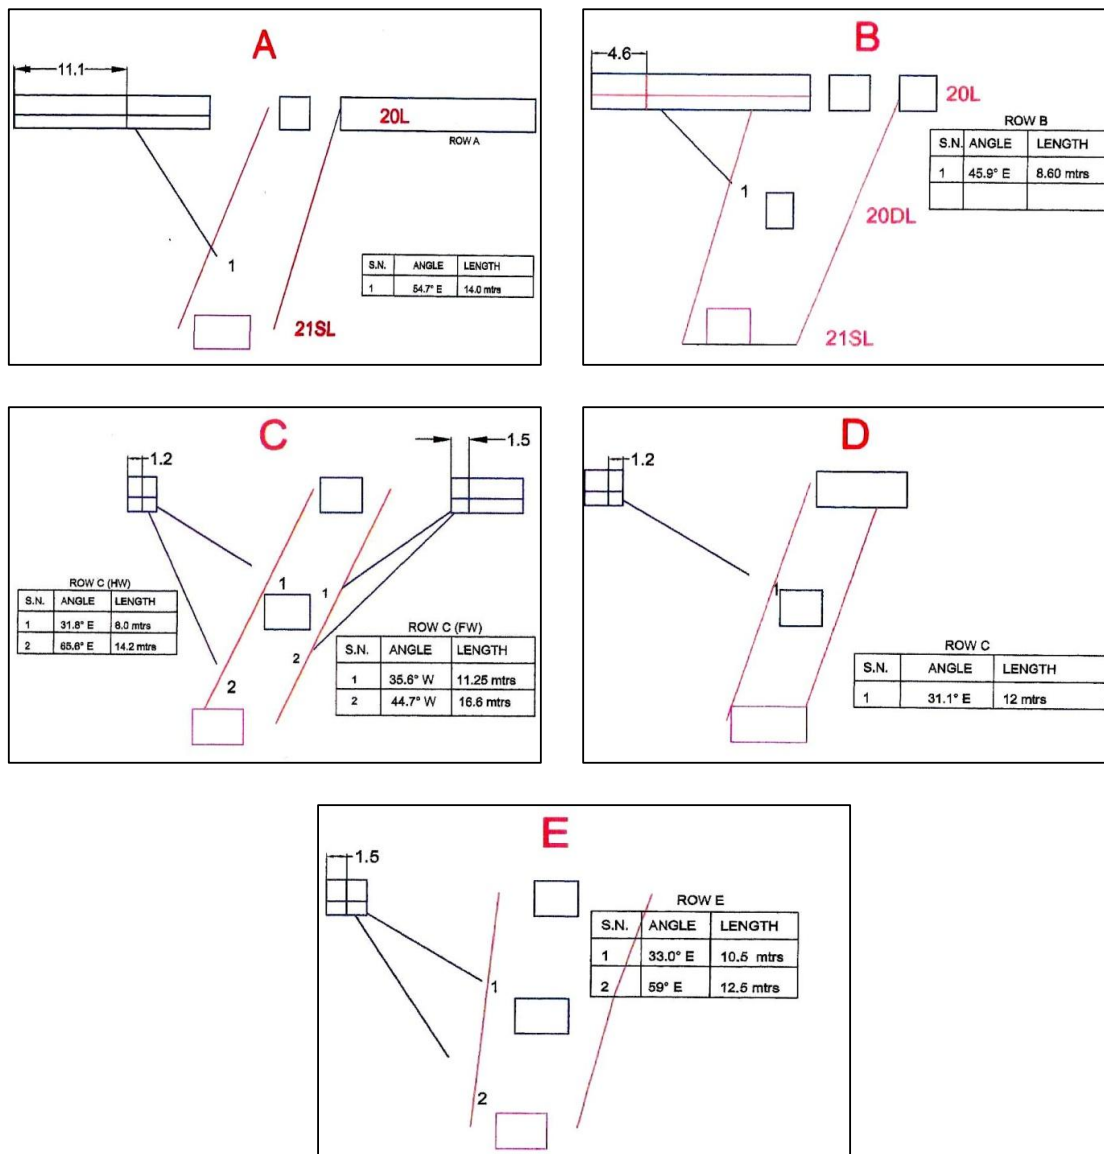 A
11.1
20L
ROW A
1
S.N. ANGLE LENGTH
1 54.7° E 14.0 mtrs
21SL
B
4.6
20L
ROW B
S.N. ANGLE LENGTH
1 45.9° E 8.60 mtrs
1
20DL
21SL
C
1.2
1.5
ROW C (HW)
S.N. ANGLE LENGTH
1 31.8° E 8.0 mtrs
2 65.6° E 14.2 mtrs
1
1
2
2
ROW C (FW)
S.N. ANGLE LENGTH
1 35.6° W 11.25 mtrs
2 44.7° W 16.6 mtrs
D
1.2
1
ROW C
S.N. ANGLE LENGTH
1 31.1° E 12 mtrs
E
1.5
ROW E
S.N. ANGLE LENGTH
1 33.0° E 10.5 mtrs
2 59° E 12.5 mtrs
1
2